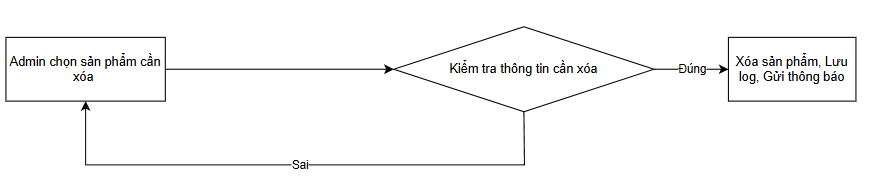 Admin chọn sản phẩm cần
xóa
Kiểm tra thông tin cần xóa
Đúng
Xóa sản phẩm, Lưu
log, Gửi thông báo
Sai